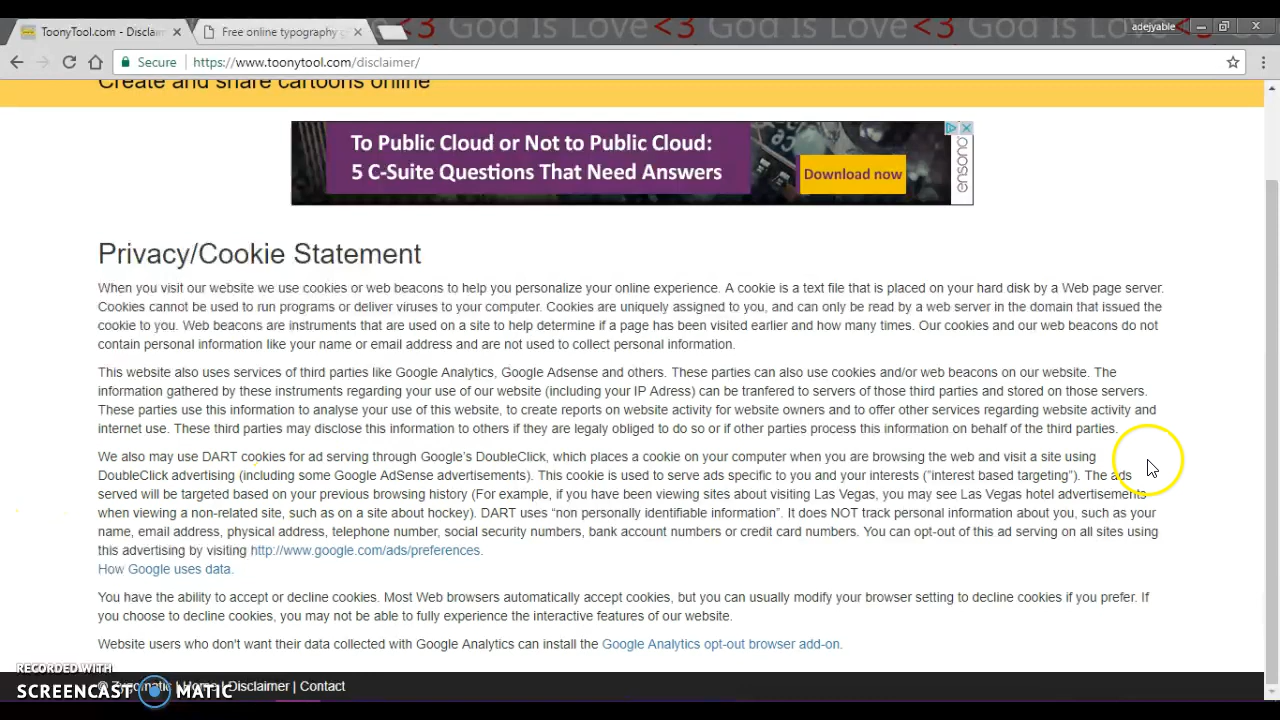 God Is Love <3 God Is Love <3
adejyable
ToonyTool.com - Disclai
Free online typography g
Secure
https://www.toonytool.com/disclaimer/
Create and share cartoons online
To Public Cloud or Not to Public Cloud:
5 C-Suite Questions That Need Answers
Download now
ensono
Privacy/Cookie Statement
When you visit our website we use cookies or web beacons to help you personalize your online experience. A cookie is a text file that is placed on your hard disk by a Web page server.
Cookies cannot be used to run programs or deliver viruses to your computer. Cookies are uniquely assigned to you, and can only be read by a web server in the domain that issued the
cookie to you. Web beacons are instruments that are used on a site to help determine if a page has been visited earlier and how many times. Our cookies and our web beacons do not
contain personal information like your name or email address and are not used to collect personal information.
This website also uses services of third parties like Google Analytics, Google Adsense and others. These parties can also use cookies and/or web beacons on our website. The
information gathered by these instruments regarding your use of our website (including your IP Adress) can be tranfered to servers of those third parties and stored on those servers.
These parties use this information to analyse your use of this website, to create reports on website activity for website owners and to offer other services regarding website activity and
internet use. These third parties may disclose this information to others if they are legaly obliged to do so or if other parties process this information on behalf of the third parties.
We also may use DART cookies for ad serving through Google's DoubleClick, which places a cookie on your computer when you are browsing the web and visit a site using
DoubleClick advertising (including some Google AdSense advertisements). This cookie is used to serve ads specific to you and your interests ("interest based targeting"). The ads
served will be targeted based on your previous browsing history (For example, if you have been viewing sites about visiting Las Vegas, you may see Las Vegas hotel advertisements
when viewing a non-related site, such as on a site about hockey). DART uses "non personally identifiable information". It does NOT track personal information about you, such as your
name, email address, physical address, telephone number, social security numbers, bank account numbers or credit card numbers. You can opt-out of this ad serving on all sites using
this advertising by visiting http://www.google.com/ads/preferences.
How Google uses data.
You have the ability to accept or decline cookies. Most Web browsers automatically accept cookies, but you can usually modify your browser setting to decline cookies if you prefer. If
you choose to decline cookies, you may not be able to fully experience the interactive features of our website.
Website users who don't want their data collected with Google Analytics can install the Google Analytics opt-out browser add-on.
RECORDED WITH
SCREENCAST MATIC
© Zygomatic | Home | Disclaimer | Contact